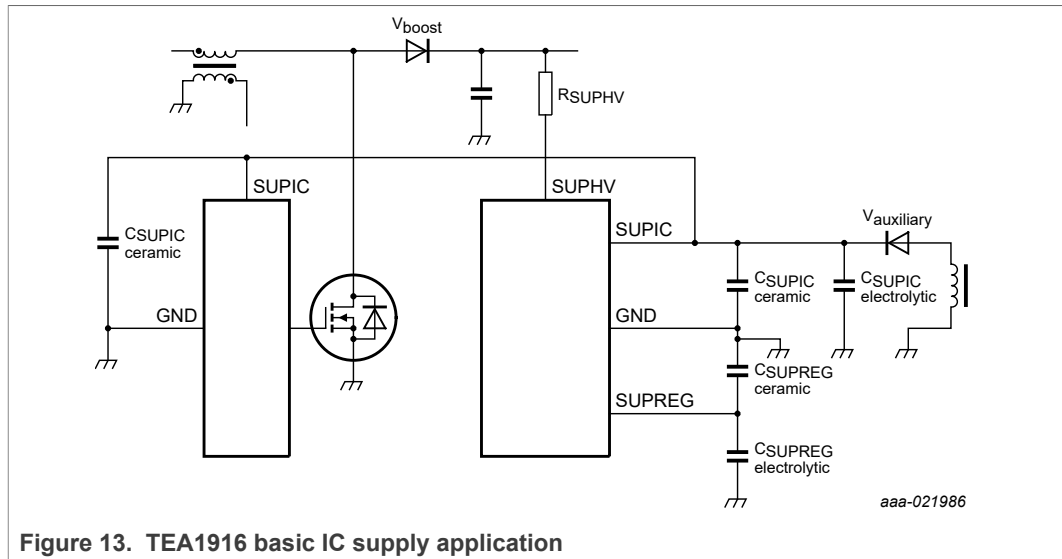 Vboost
RSUPHV
SUPIC
SUPHV
CSUPIC
ceramic
SUPIC
Vauxiliary
CSUPIC
ceramic
CSUPIC
electrolytic
GND
GND
CSUPREG
ceramic
SUPREG
CSUPREG
electrolytic
aaa-021986
Figure 13. TEA1916 basic IC supply application